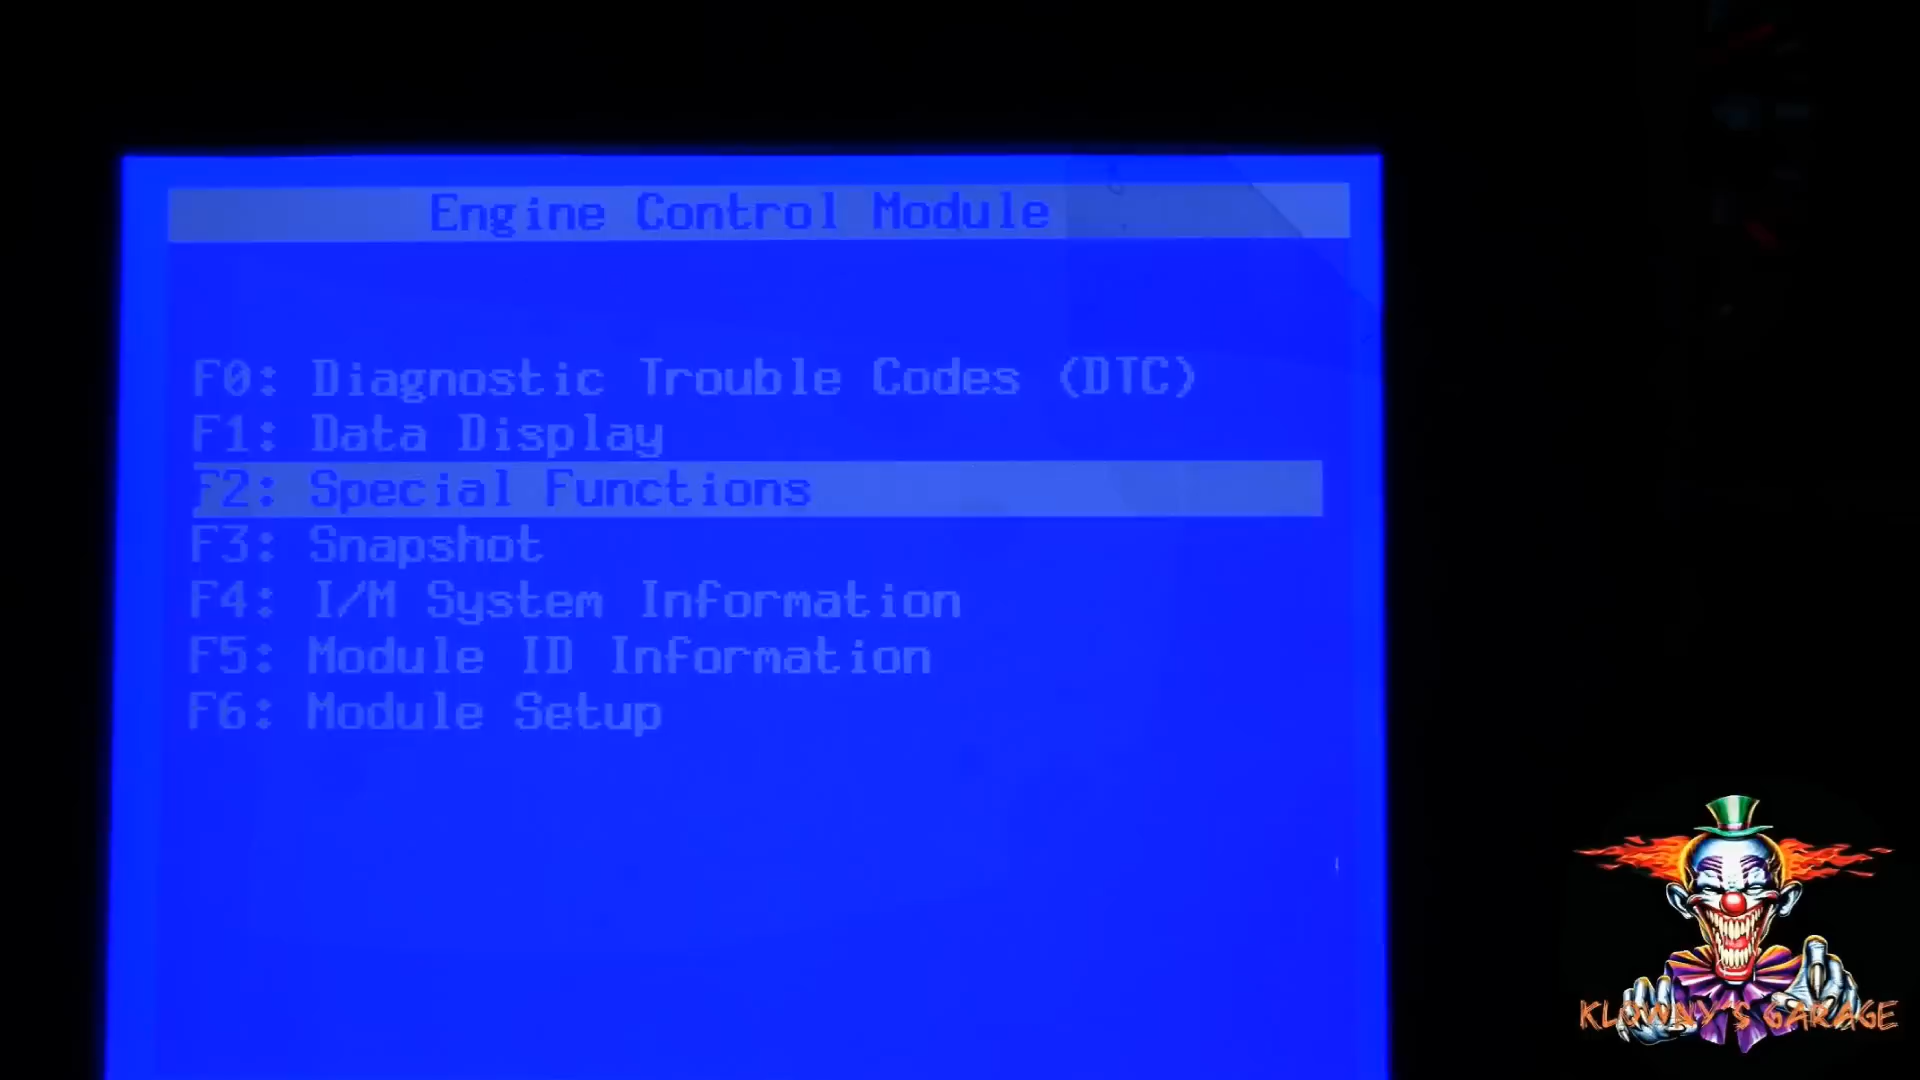 Engine Control Module
F0: Diagnostic Trouble Codes (DTC)
F1: Data Display
F2: Special Functions
F3: Snapshot
F4: I/M System Information
F5: Module ID Information
F6: Module Setup
KLOWNY'S GARAGE